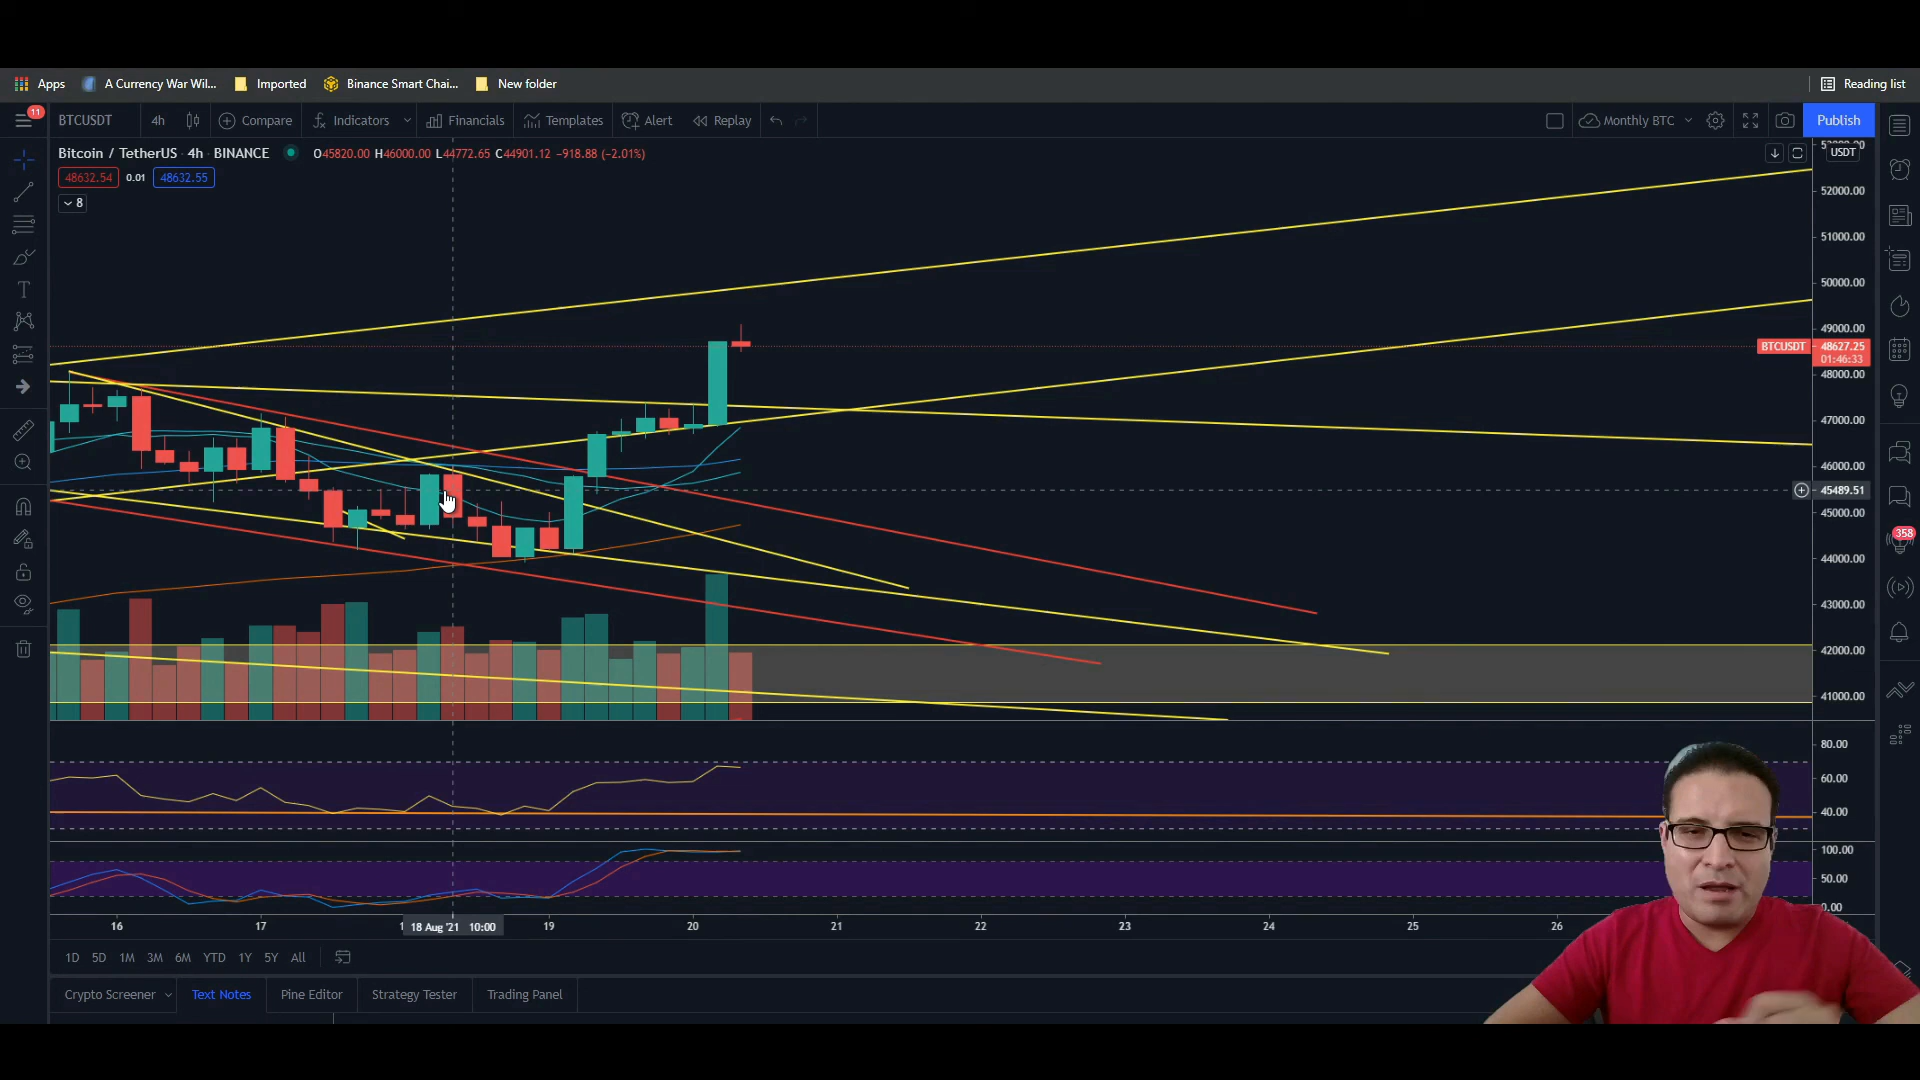 Apps A Currency War Wil... Imported Binance Smart Chai... New folder Reading list
11 BTCUSDT 4h Compare Indicators Financials Templates Alert Replay Monthly BTC Publish
Bitcoin / TetherUS 4h BINANCE O45820.00 H46000.00 L44772.65 C44901.12 −918.88 (−2.01%) USDT
48632.54 0.01 48632.55
8
52000.00
51000.00
50000.00
49000.00
BTCUSDT 48627.25
01:46:33
48000.00
47000.00
46000.00
45489.51
45000.00
358
44000.00
43000.00
42000.00
41000.00
80.00
60.00
40.00
100.00
50.00
0.00
16 17 18 Aug '21 10:00 19 20 21 22 23 24 25 26
1D 5D 1M 3M 6M YTD 1Y 5Y All
Crypto Screener Text Notes Pine Editor Strategy Tester Trading Panel